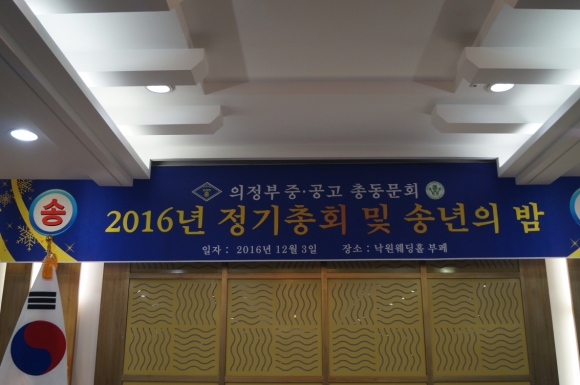 의정부 중·공고 총동문회
송
2016년 정기총회 및 송년의 밤
일자 : 2016년 12월 3일 장소 : 낙원웨딩홀 부페